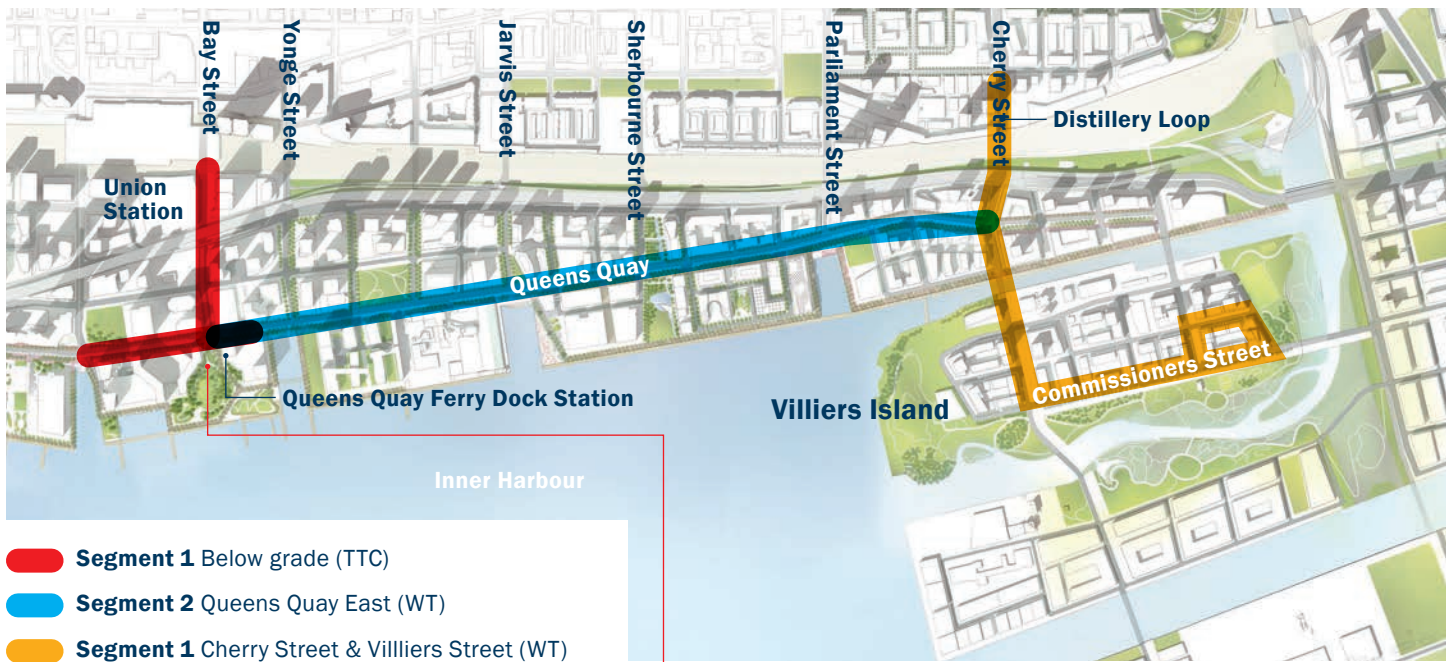 Bay Street
Yonge Street
Jarvis Street
Sherbourne Street
Parliament Street
Cherry Street
Distillery Loop
Union
Station
Queens Quay
Queens Quay Ferry Dock Station
Villiers Island
Commissioners Street
Inner Harbour
Segment 1 Below grade (TTC)
Segment 2 Queens Quay East (WT)
Segment 1 Cherry Street & Villliers Street (WT)